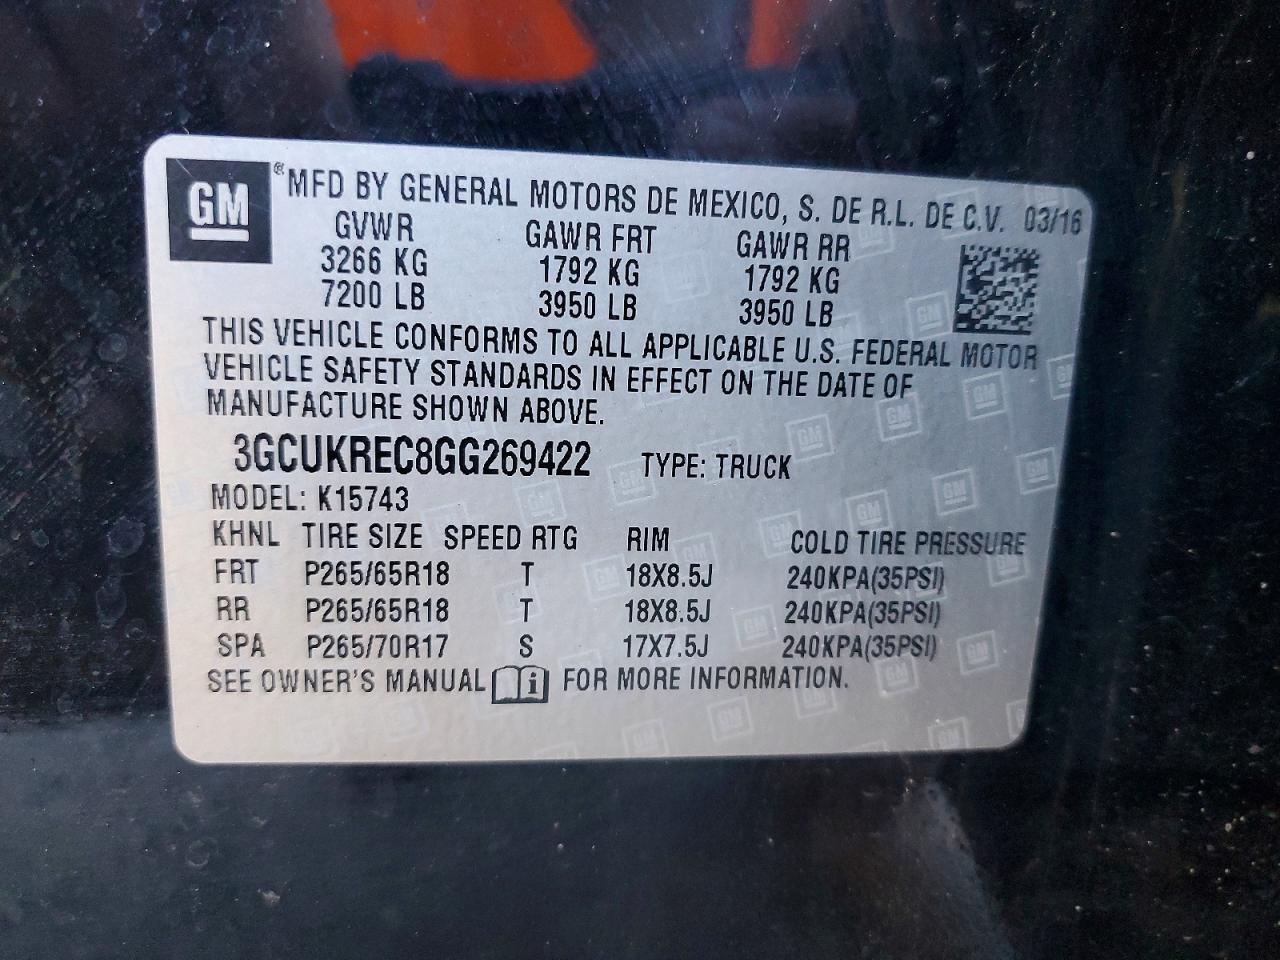 GM ® MFD BY GENERAL MOTORS DE MEXICO, S. DE R.L. DE C.V. 03/16
GVWR GAWR FRT GAWR RR
3266 KG 1792 KG 1792 KG
7200 LB 3950 LB 3950 LB
THIS VEHICLE CONFORMS TO ALL APPLICABLE U.S. FEDERAL MOTOR
VEHICLE SAFETY STANDARDS IN EFFECT ON THE DATE OF
MANUFACTURE SHOWN ABOVE.
3GCUKREC8GG269422 TYPE: TRUCK
MODEL: K15743
KHNL TIRE SIZE SPEED RTG RIM COLD TIRE PRESSURE
FRT P265/65R18 T 18X8.5J 240KPA(35PSI)
RR P265/65R18 T 18X8.5J 240KPA(35PSI)
SPA P265/70R17 S 17X7.5J 240KPA(35PSI)
SEE OWNER'S MANUAL i FOR MORE INFORMATION.